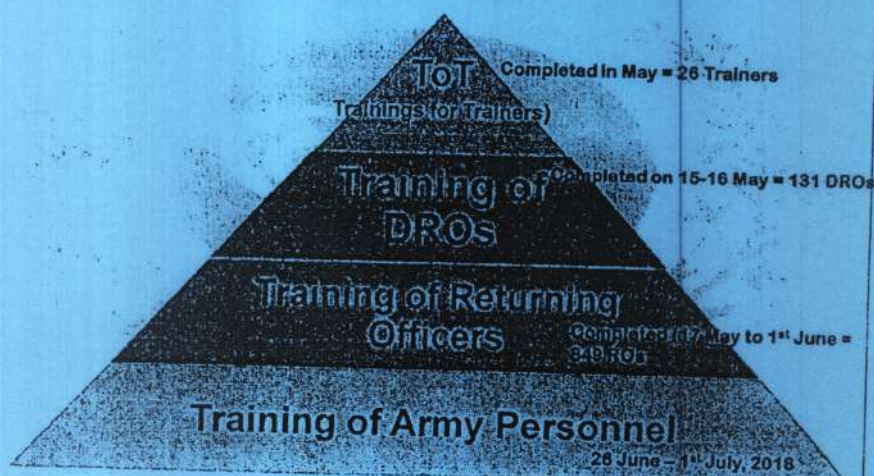 ToT
Completed in May = 26 Trainers
Trainings for Trainers)
Training of
DROs
Completed on 15-16 May = 131 DROs
Training of Returning
Officers
Completed (17 May to 1st June =
849 ROs
Training of Army Personnel
26 June – 1st July, 2018